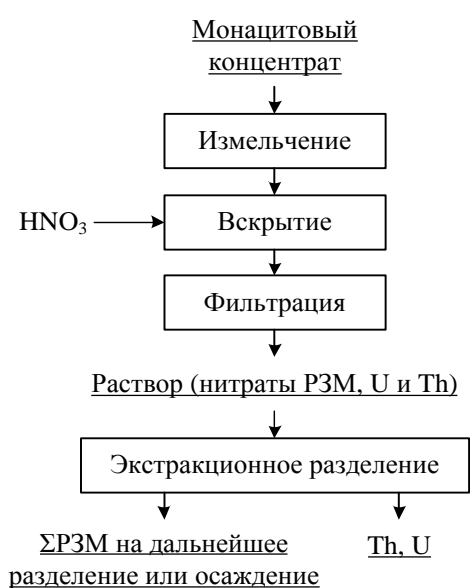 Монацитовый
концентрат
Измельчение
HNO₃
Вскрытие
Фильтрация
Раствор (нитраты РЗМ, U и Th)
Экстракционное разделение
ΣРЗМ на дальнейшее
разделение или осаждение
Th, U